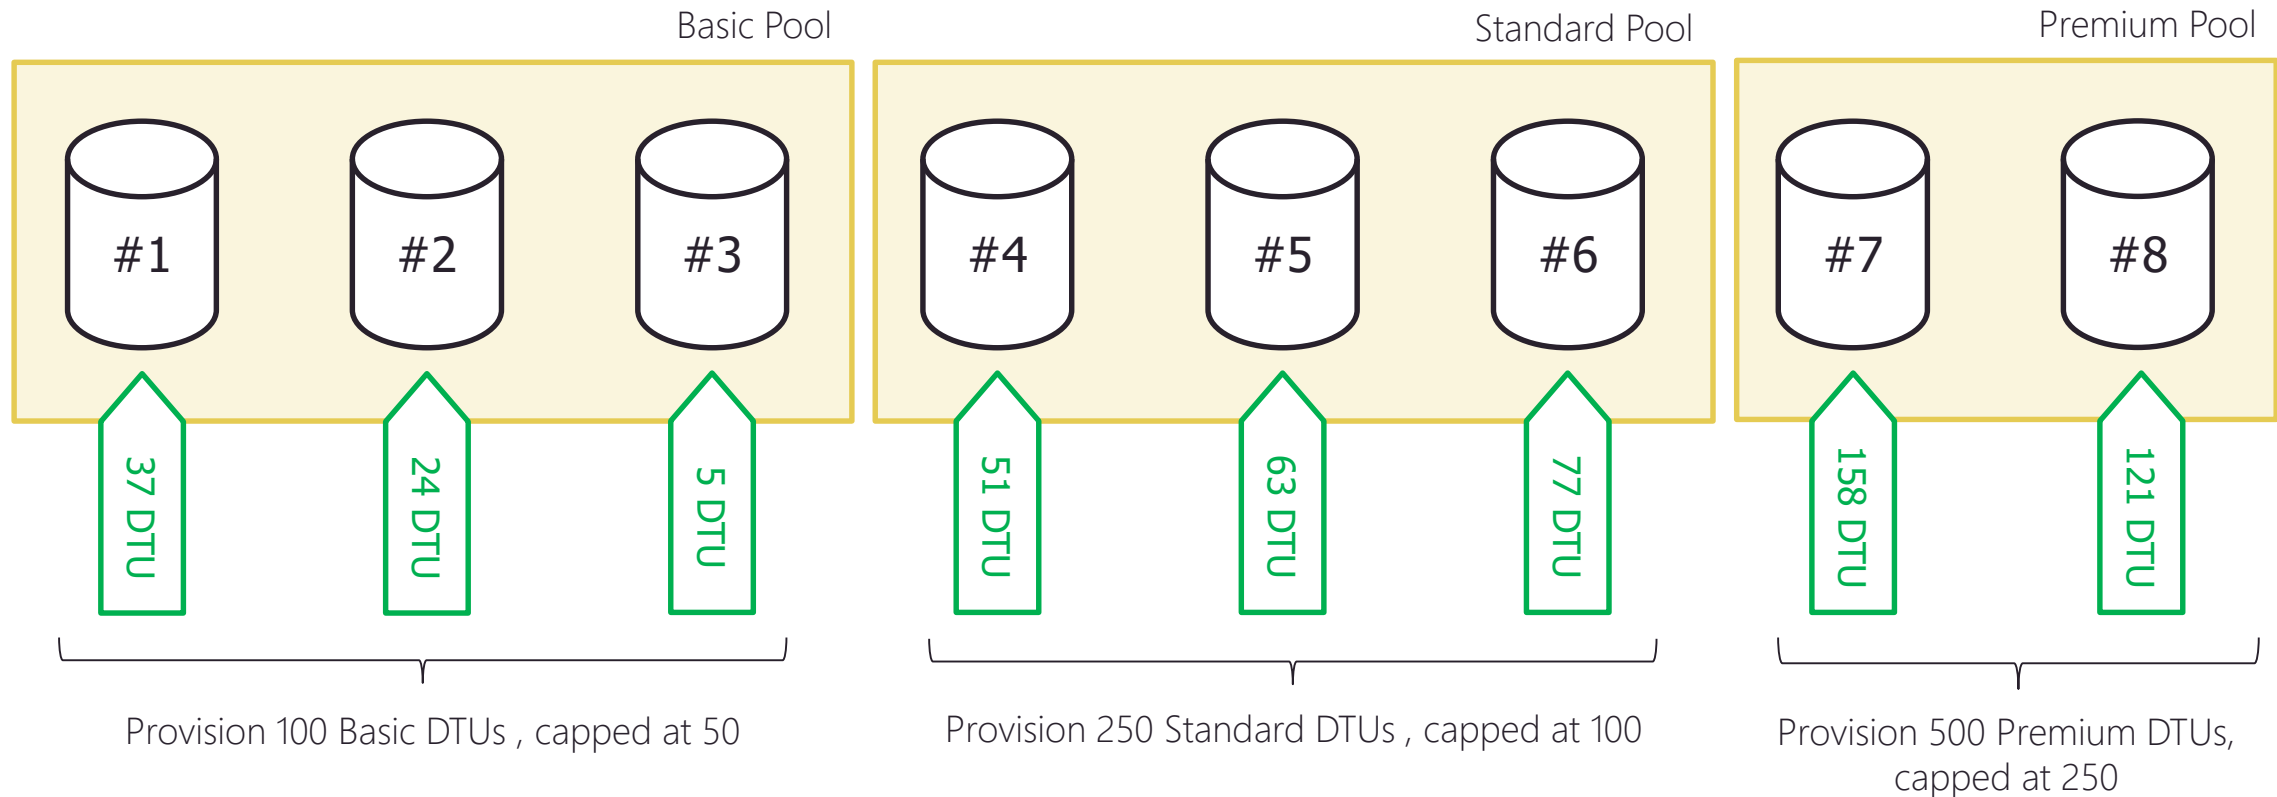 Basic Pool
Standard Pool
Premium Pool
#1
#2
#3
#4
#5
#6
#7
#8
37 DTU
24 DTU
5 DTU
51 DTU
63 DTU
77 DTU
158 DTU
121 DTU
Provision 100 Basic DTUs , capped at 50
Provision 250 Standard DTUs , capped at 100
Provision 500 Premium DTUs,
capped at 250